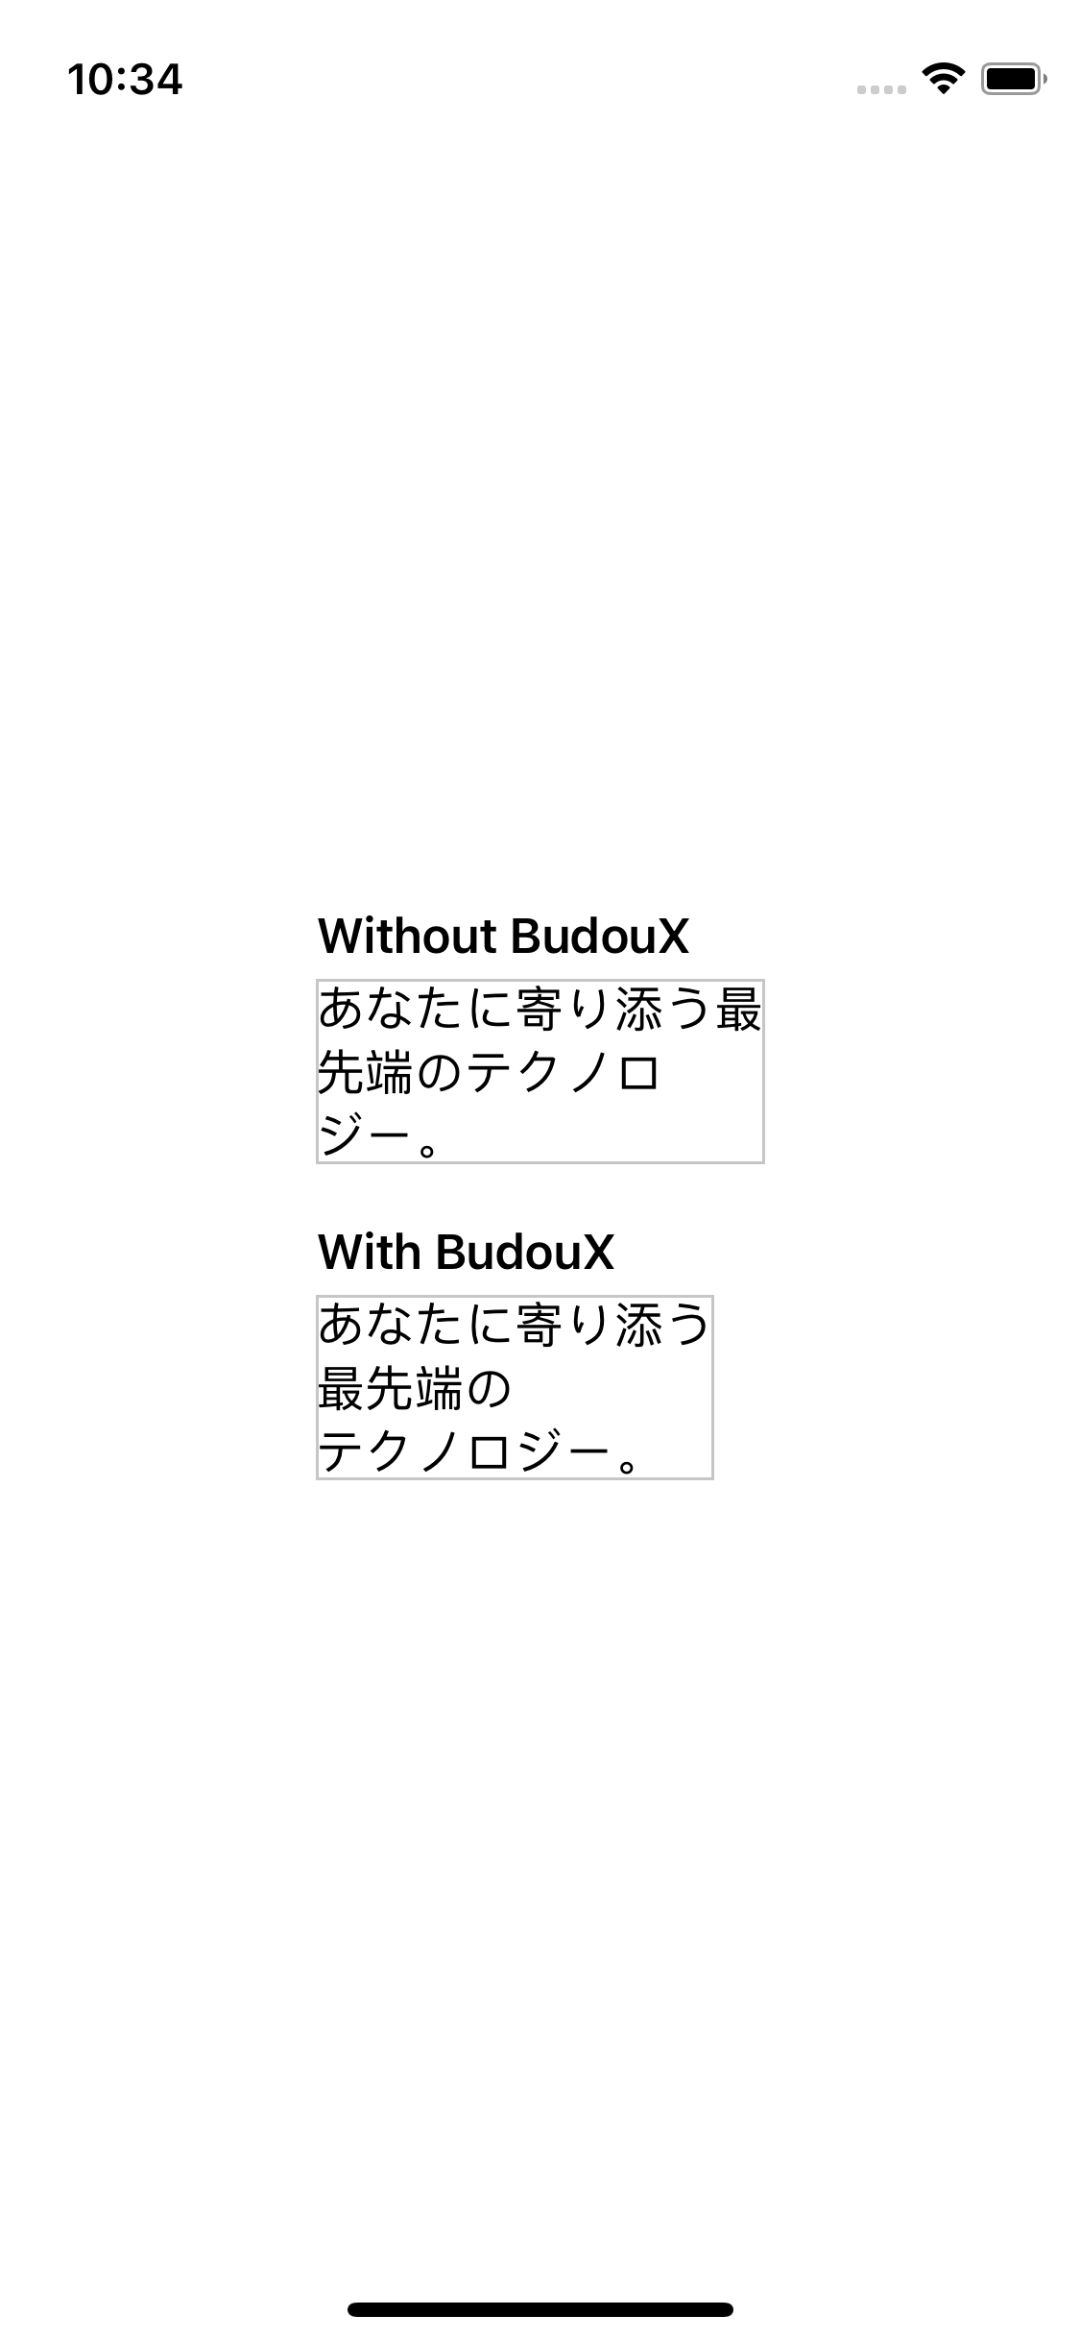 10:34
Without BudouX
あなたに寄り添う最
先端のテクノロ
ジー。
With BudouX
あなたに寄り添う
最先端の
テクノロジー。